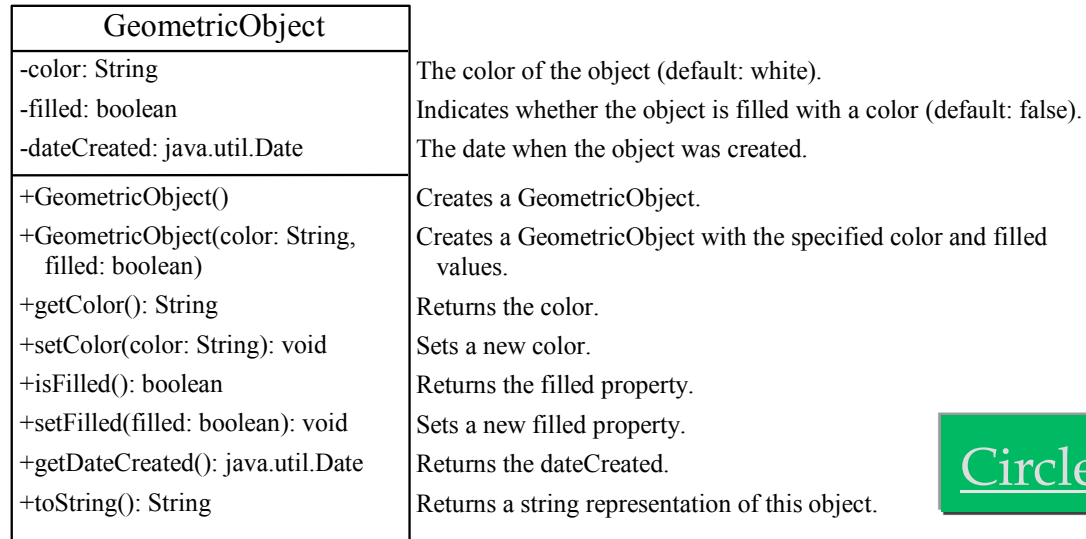 GeometricObject
-color: String
The color of the object (default: white).
-filled: boolean
Indicates whether the object is filled with a color (default: false).
-dateCreated: java.util.Date
The date when the object was created.
+GeometricObject()
Creates a GeometricObject.
+GeometricObject(color: String,
filled: boolean)
Creates a GeometricObject with the specified color and filled
values.
+getColor(): String
Returns the color.
+setColor(color: String): void
Sets a new color.
+isFilled(): boolean
Returns the filled property.
+setFilled(filled: boolean): void
Sets a new filled property.
+getDateCreated(): java.util.Date
Returns the dateCreated.
+toString(): String
Returns a string representation of this object.
Circle